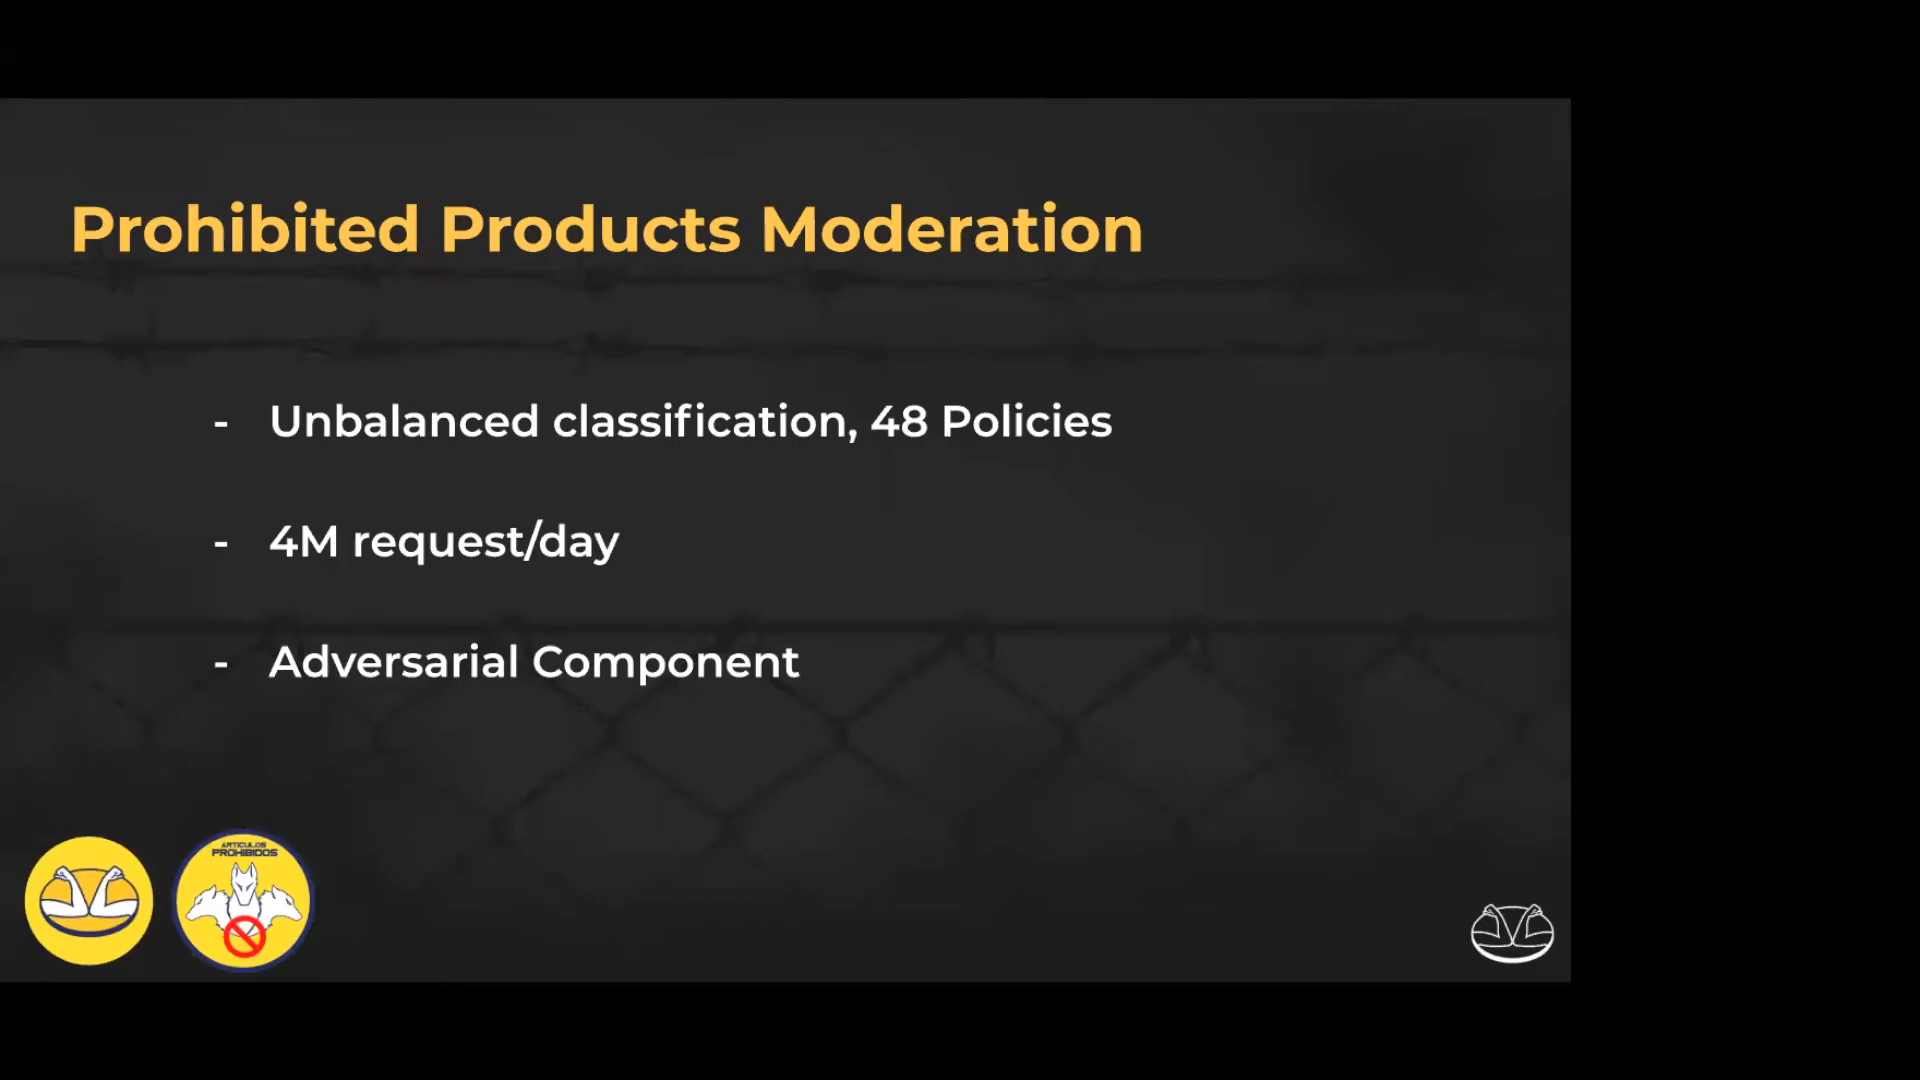 Prohibited Products Moderation
- Unbalanced classification, 48 Policies
- 4M request/day
- Adversarial Component
ARTICULOS
PROHIBIDOS